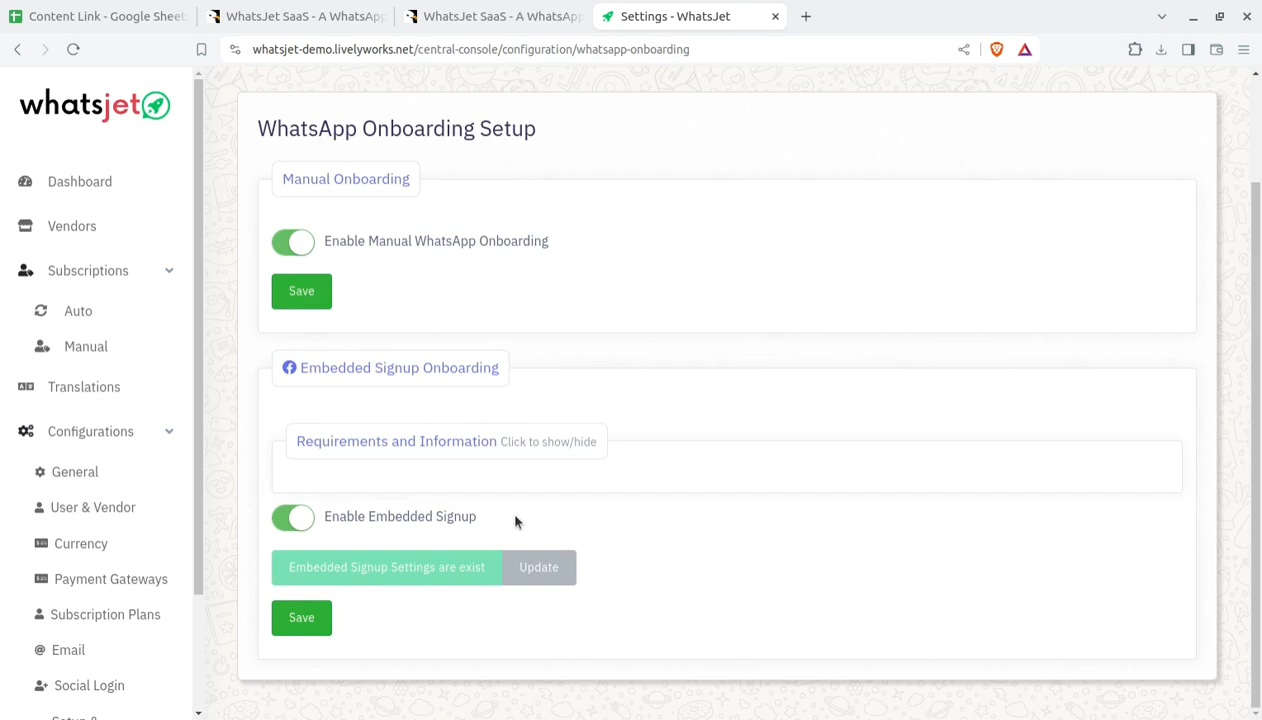 Content Link - Google Sheet
WhatsJet SaaS - A WhatsApp
WhatsJet SaaS - A WhatsApp
Settings - WhatsJet
whatsjet-demo.livelyworks.net/central-console/configuration/whatsapp-onboarding
whatsjet
Dashboard
Vendors
Subscriptions
Auto
Manual
Translations
Configurations
General
User & Vendor
Currency
Payment Gateways
Subscription Plans
@ Email
Social Login
Setup &
WhatsApp Onboarding Setup
Manual Onboarding
Enable Manual WhatsApp Onboarding
Save
Embedded Signup Onboarding
Requirements and Information Click to show/hide
Enable Embedded Signup
Embedded Signup Settings are exist Update
Save